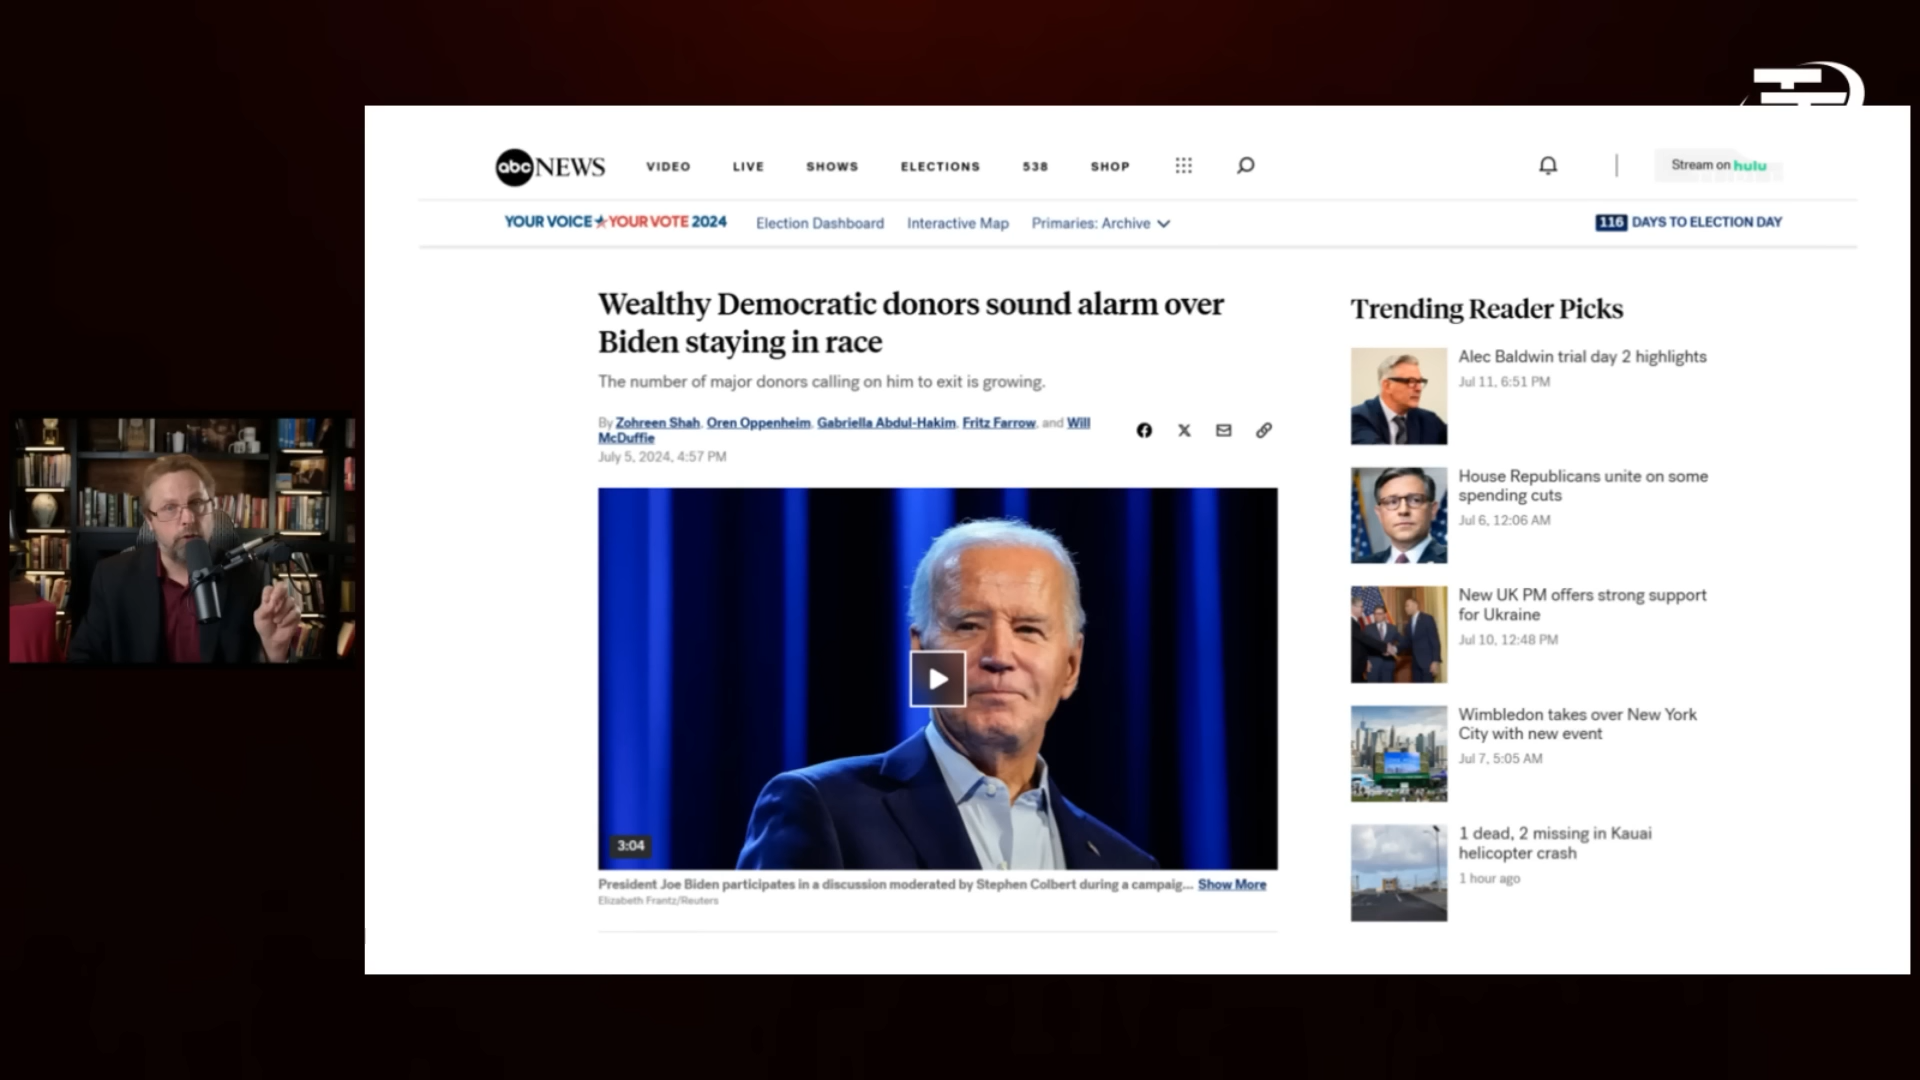 abc NEWS VIDEO LIVE SHOWS ELECTIONS 538 SHOP Stream on hulu
YOUR VOICE YOUR VOTE 2024 Election Dashboard Interactive Map Primaries: Archive 116 DAYS TO ELECTION DAY
Wealthy Democratic donors sound alarm over
Biden staying in race
The number of major donors calling on him to exit is growing.
By Zohreen Shah, Oren Oppenheim, Gabriella Abdul-Hakim, Fritz Farrow, and Will
McDuffie
July 5, 2024, 4:57 PM
3:04
President Joe Biden participates in a discussion moderated by Stephen Colbert during a campaig... Show More
Elizabeth Frantz/Reuters
Trending Reader Picks
Alec Baldwin trial day 2 highlights
Jul 11, 6:51 PM
House Republicans unite on some
spending cuts
Jul 6, 12:06 AM
New UK PM offers strong support
for Ukraine
Jul 10, 12:48 PM
Wimbledon takes over New York
City with new event
Jul 7, 5:05 AM
1 dead, 2 missing in Kauai
helicopter crash
1 hour ago